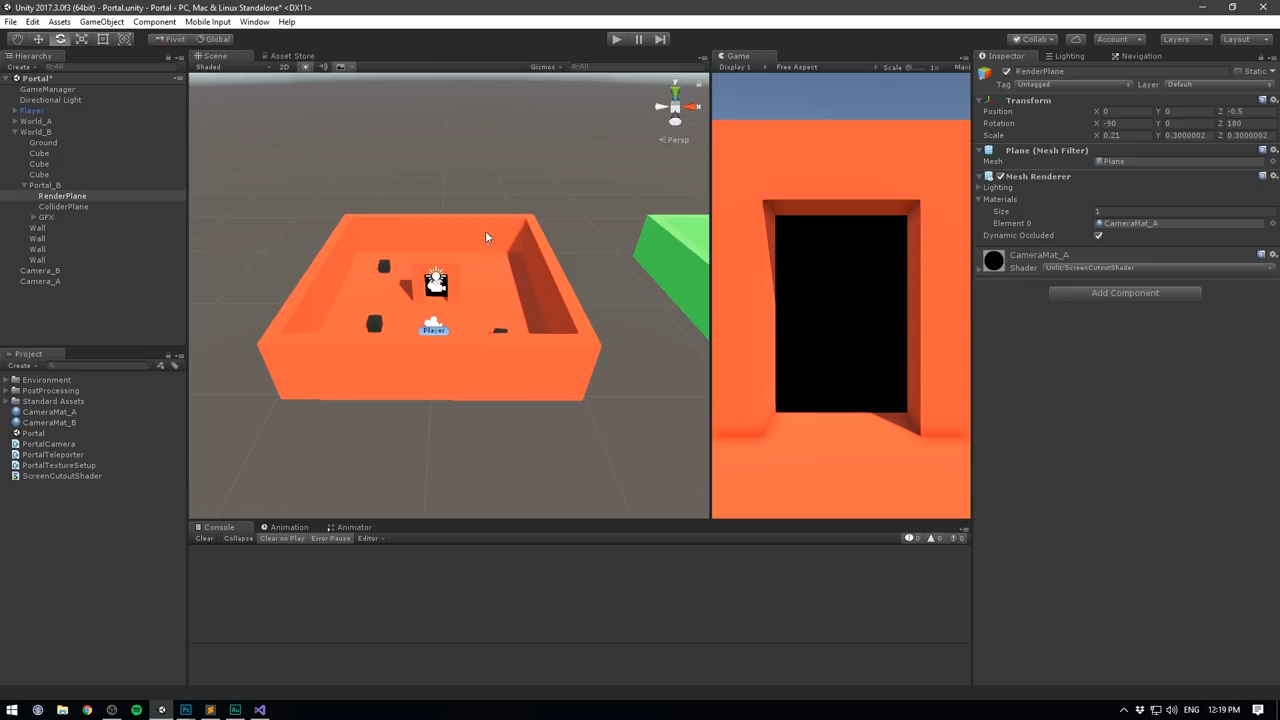 Unity 2017.3.0f3 (64bit) - Portal.unity - Portal - PC, Mac & Linux Standalone* <DX11>
File Edit Assets GameObject Component Mobile Input Window Help
Pivot Global Collab Account Layers Layout
Hierarchy Scene Asset Store Game Inspector Lighting Navigation
Create All Shaded 2D Gizmos All Display 1 Free Aspect Scale 1x Maxi
RenderPlane Static
Tag Untagged Layer Default
Portal*
GameManager
Directional Light
Player
World_A
World_B
Ground
Cube
Cube
Cube
Portal_B
RenderPlane
ColliderPlane
GFX
Wall
Wall
Wall
Wall
Camera_B
Camera_A
y
x
Persp
Player
Transform
Position X 0 Y 0 Z -0.5
Rotation X -90 Y 0 Z 180
Scale X 0.21 Y 0.3000002 Z 0.3000002
Plane (Mesh Filter)
Mesh Plane
Mesh Renderer
Lighting
Materials
Size 1
Element 0 CameraMat_A
Dynamic Occluded
CameraMat_A
Shader Unlit/ScreenCutoutShader
Add Component
Project
Create
Environment
PostProcessing
Standard Assets
CameraMat_A
CameraMat_B
Portal
PortalCamera
PortalTeleporter
PortalTextureSetup
ScreenCutoutShader
Console Animation Animator
Clear Collapse Clear on Play Error Pause Editor 0 0 0
12:19 PM